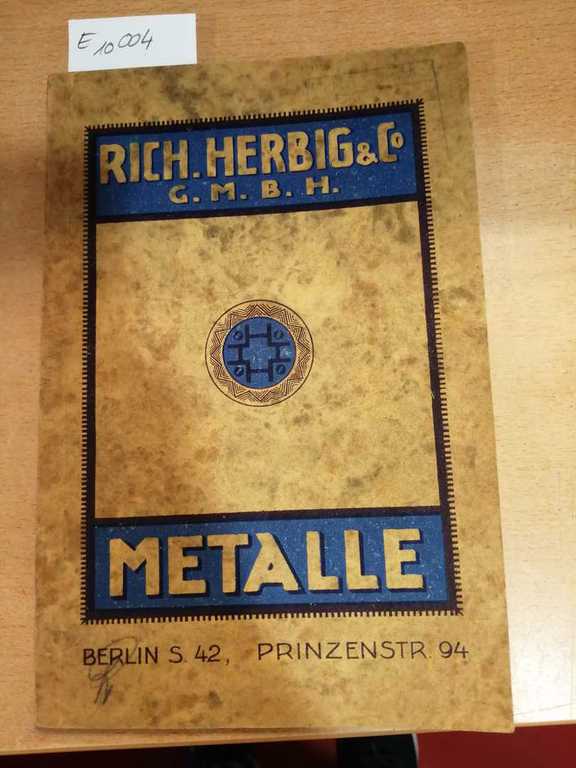 E 10 004
RICH. HERBIG & Co
G. M. B. H.
METALLE
BERLIN S. 42, PRINZENSTR. 94